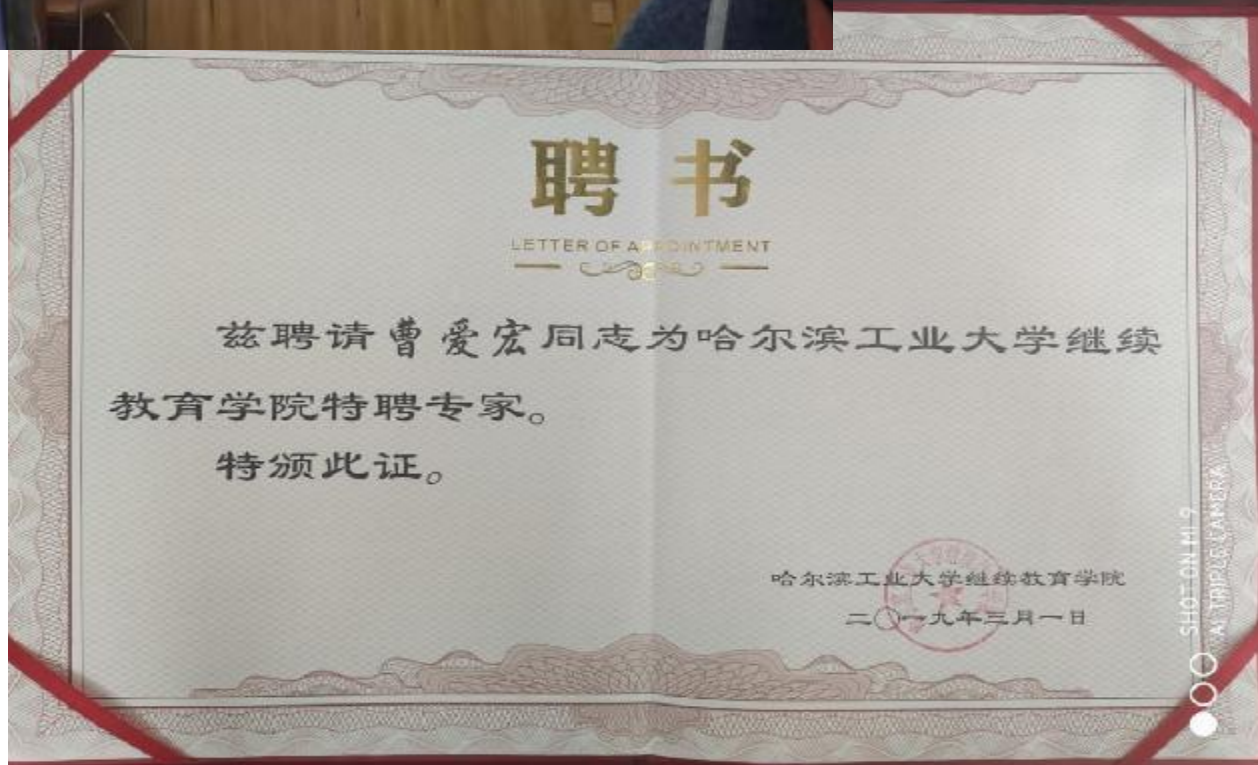 聘书
LETTER OF APPOINTMENT
兹聘请曹爱宏同志为哈尔滨工业大学继续
教育学院特聘专家。
特颁此证。
哈尔滨工业大学继续教育学院
二〇一九年三月一日
SHOT ON MI 9
AI TRIPLE CAMERA